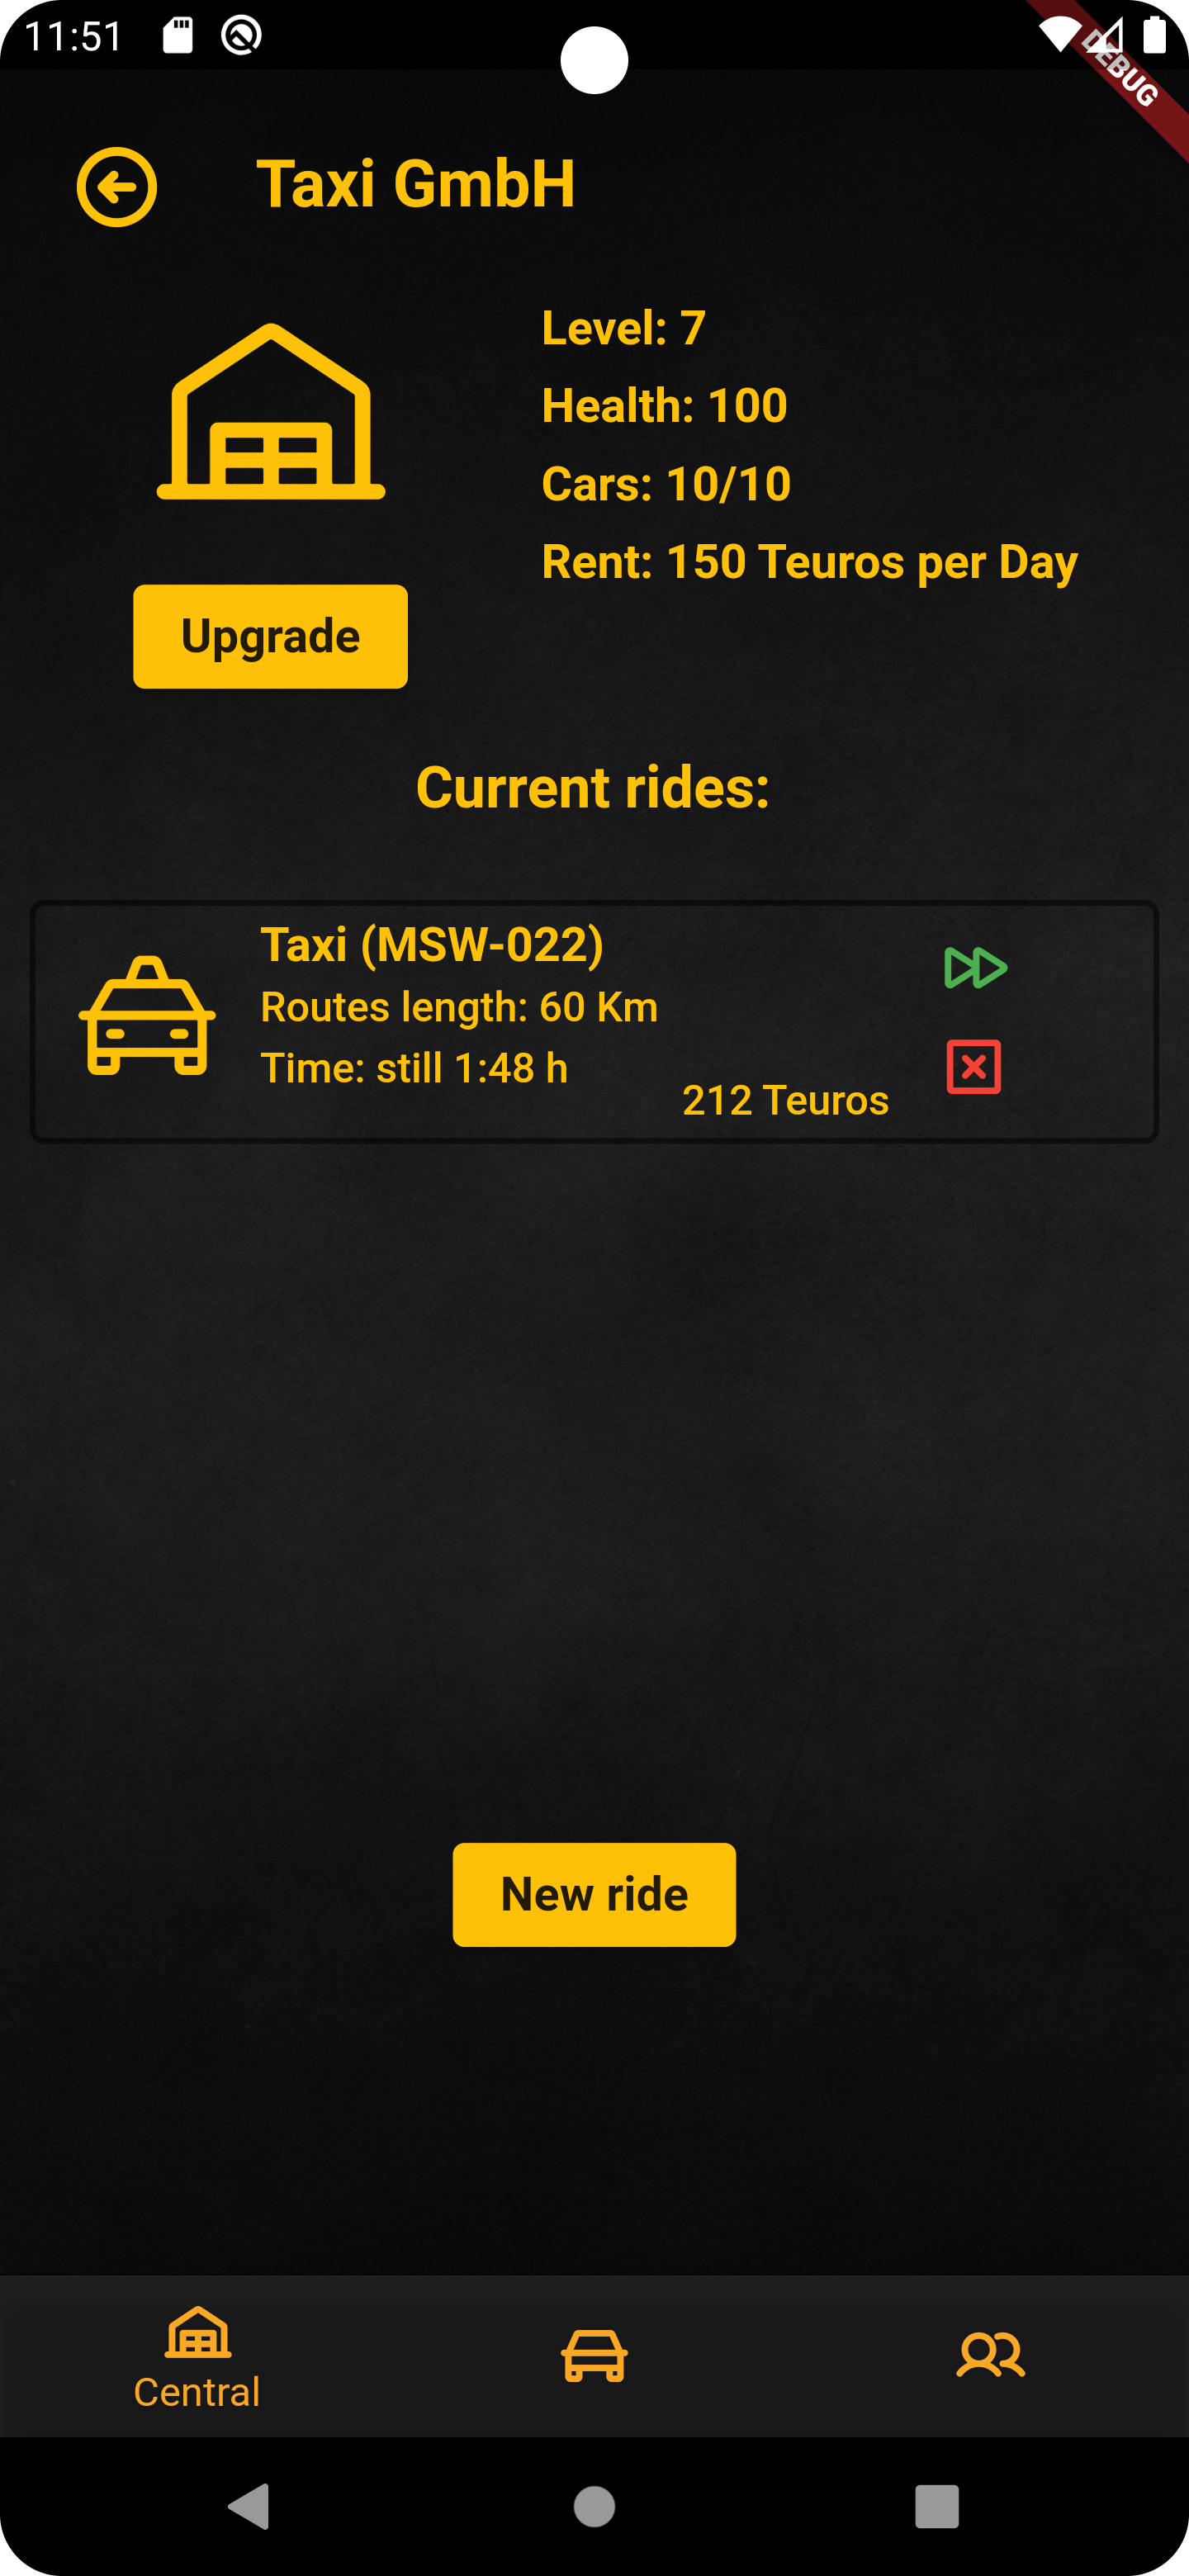 11:51
DEBUG
Taxi GmbH
Level: 7
Health: 100
Cars: 10/10
Rent: 150 Teuros per Day
Upgrade
Current rides:
Taxi (MSW-022)
Routes length: 60 Km
Time: still 1:48 h
212 Teuros
New ride
Central